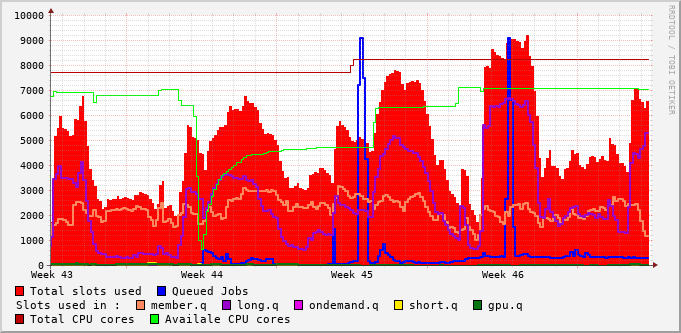 10000
9000
8000
7000
6000
5000
4000
3000
2000
1000
0
Week 43 Week 44 Week 45 Week 46
Total slots used Queued Jobs
Slots used in : member.q long.q ondemand.q short.q gpu.q
Total CPU cores Availale CPU cores
RRDTOOL / TOBI OETIKER